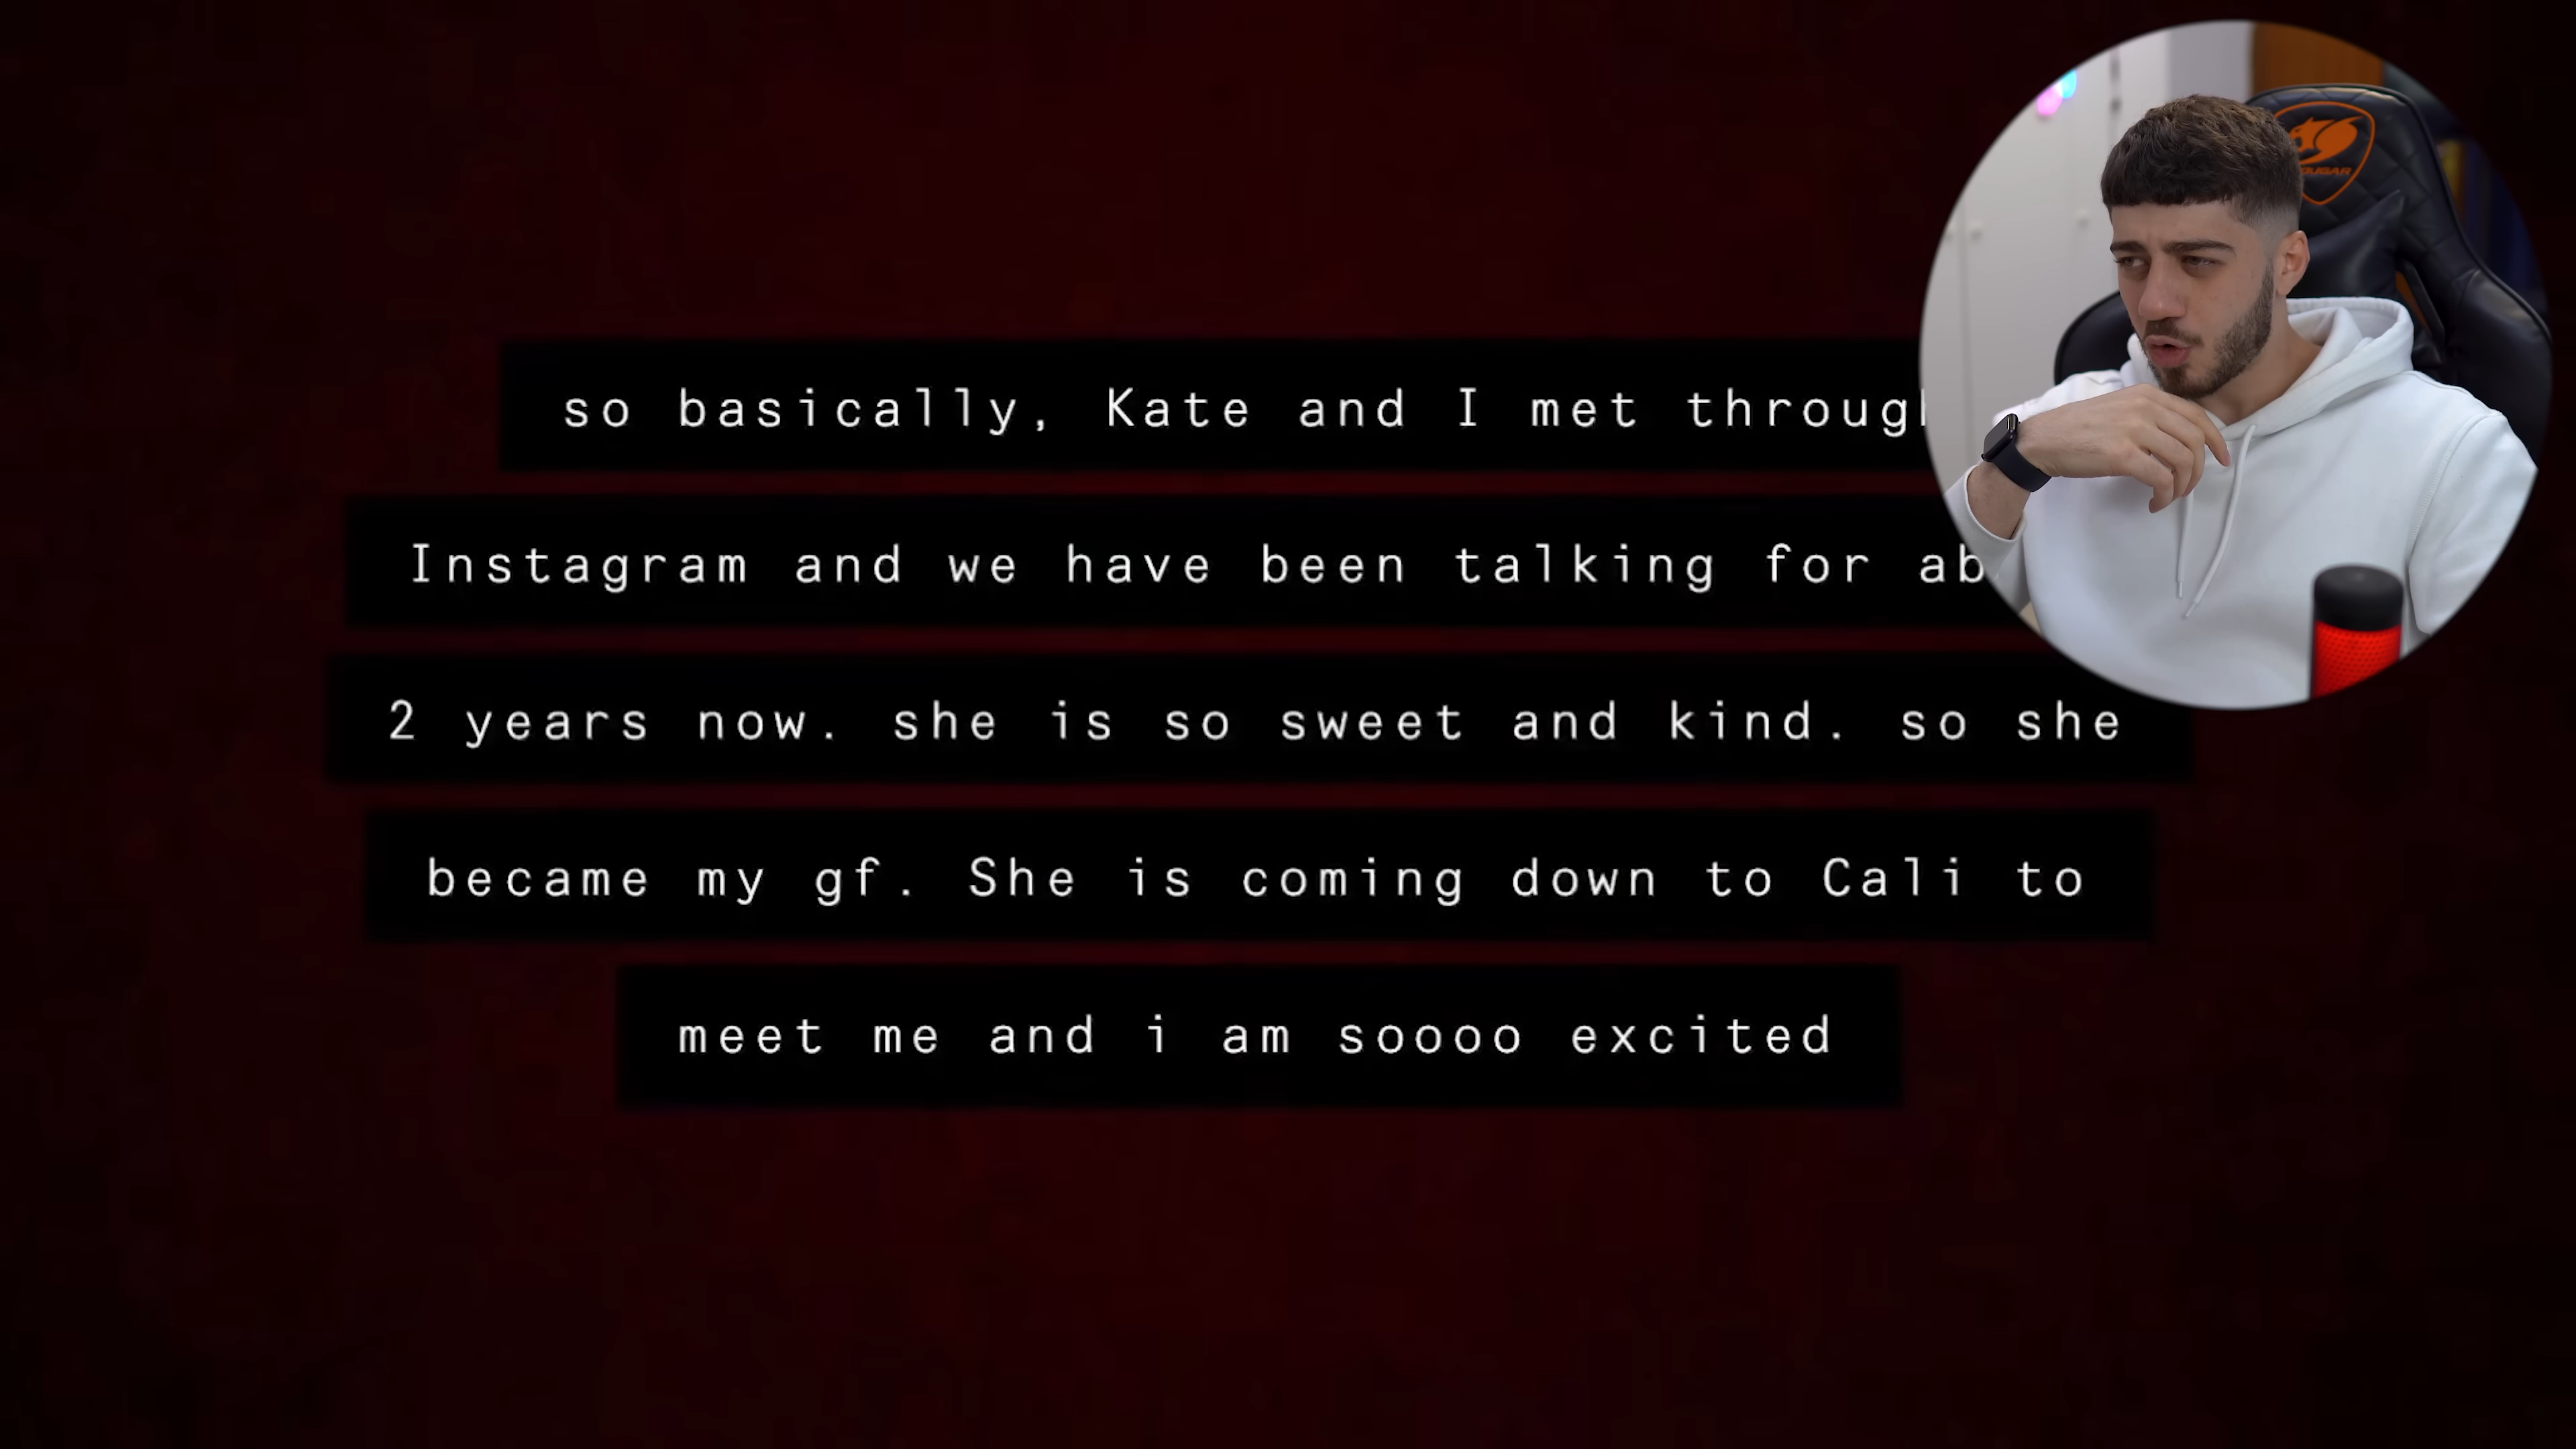 so basically, Kate and I met
Instagram and we have been talking for
2 years now. she is so sweet and kind. so she
became my gf. She is coming down to Cali to
meet me and i am soooo excited